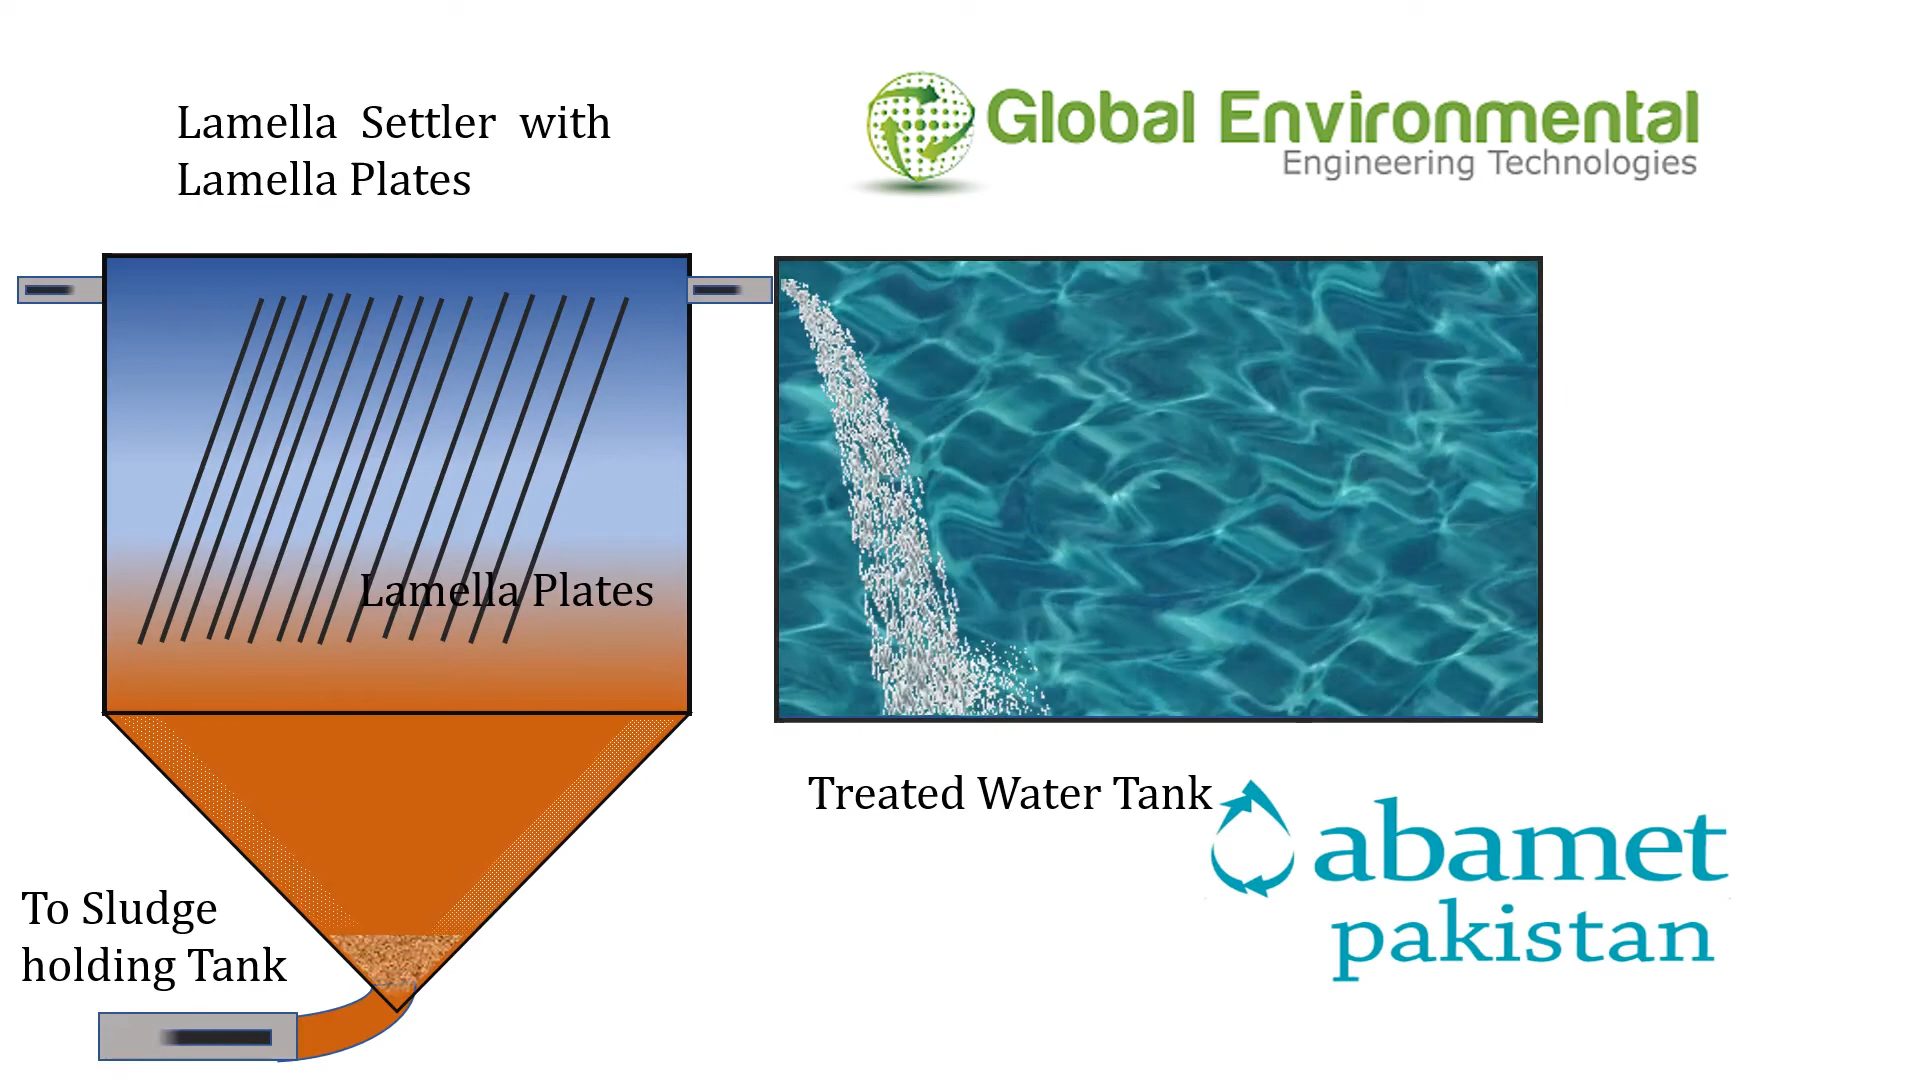 Lamella Settler with
Lamella Plates
Global Environmental
Engineering Technologies
Lamella Plates
Treated Water Tank
abamet
pakistan
To Sludge
holding Tank